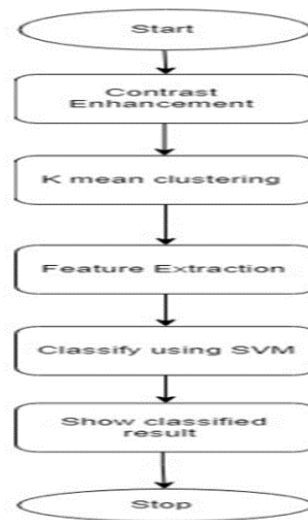 Start
Contrast
Enhancement
K mean clustering
Feature Extraction
Classify using SVM
Show classified
result
Stop